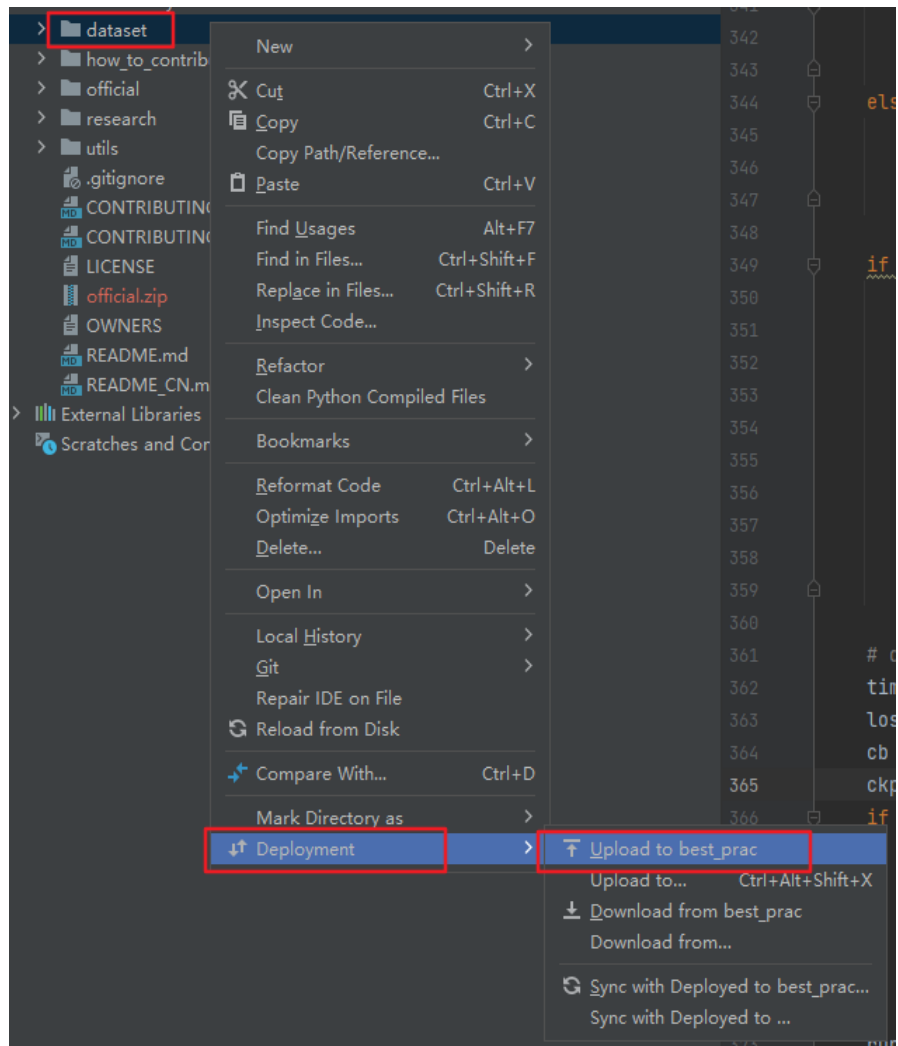 dataset
how_to_contrib
official
research
utils
.gitignore
CONTRIBUTING
CONTRIBUTING
LICENSE
official.zip
OWNERS
README.md
README_CN.m
External Libraries
Scratches and Cor
New
Cut Ctrl+X
Copy Ctrl+C
Copy Path/Reference...
Paste Ctrl+V
Find Usages Alt+F7
Find in Files... Ctrl+Shift+F
Replace in Files... Ctrl+Shift+R
Inspect Code...
Refactor
Clean Python Compiled Files
Bookmarks
Reformat Code Ctrl+Alt+L
Optimize Imports Ctrl+Alt+O
Delete... Delete
Open In
Local History
Git
Repair IDE on File
Reload from Disk
Compare With... Ctrl+D
Mark Directory as
Deployment
Upload to best_prac
Upload to... Ctrl+Alt+Shift+X
Download from best_prac
Download from...
Sync with Deployed to best_prac...
Sync with Deployed to ...
342
343
344 els
345
346
347
348
349 if
350
351
352
353
354
355
356
357
358
359
360
361 #
362 tim
363 los
364 cb
365 ckp
366 if